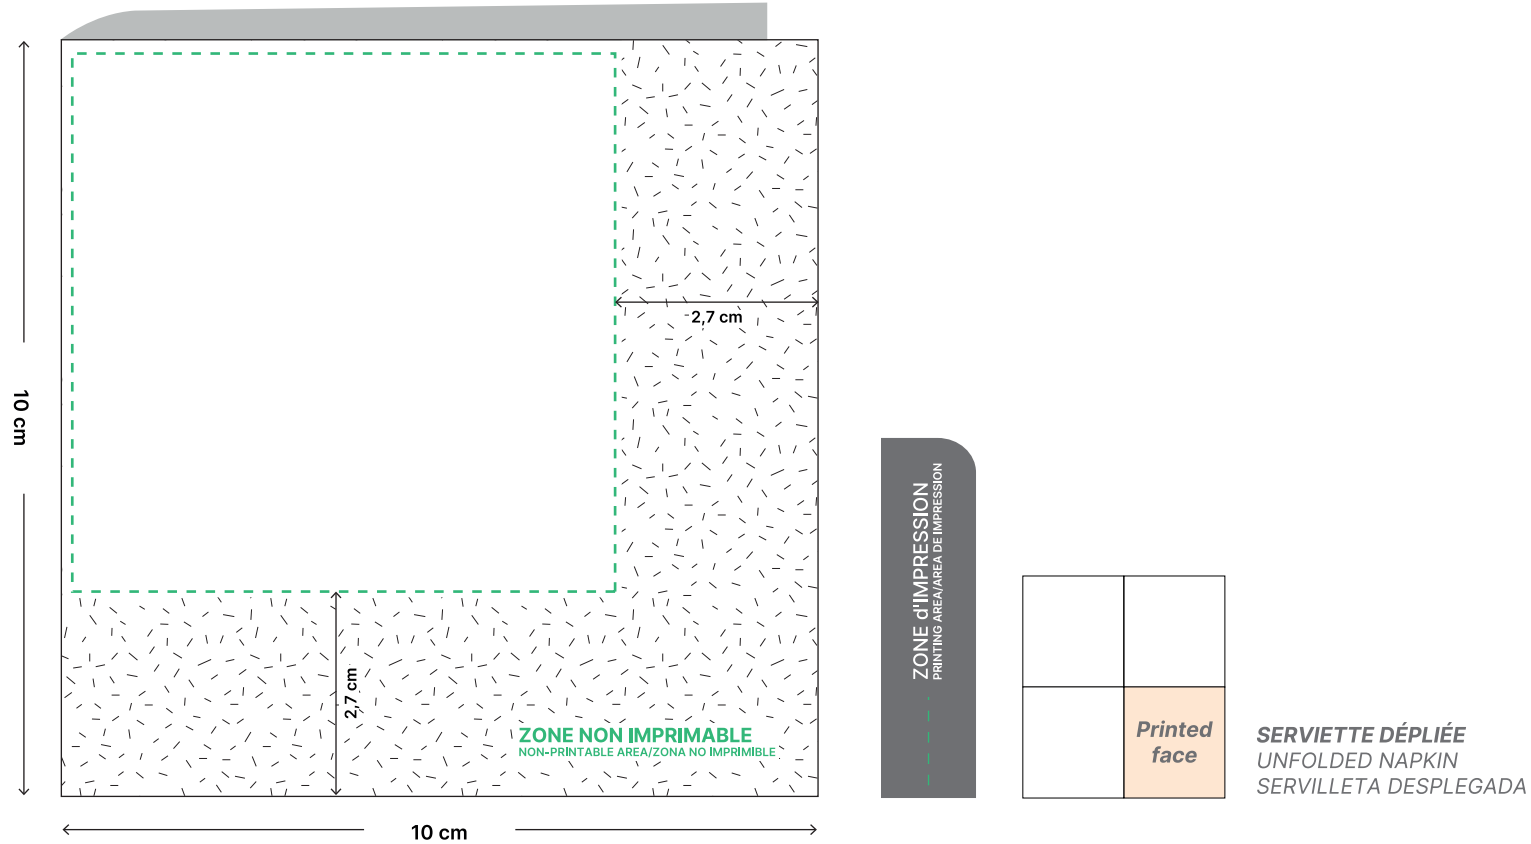 2,7 cm
10 cm
2,7 cm
ZONE NON IMPRIMABLE
NON-PRINTABLE AREA/ZONA NO IMPRIMIBLE
10 cm
ZONE d'IMPRESSION
PRINTING AREA/AREA DE IMPRESSION
Printed
face
SERVIETTE DÉPLIÉE
UNFOLDED NAPKIN
SERVILLETA DESPLEGADA